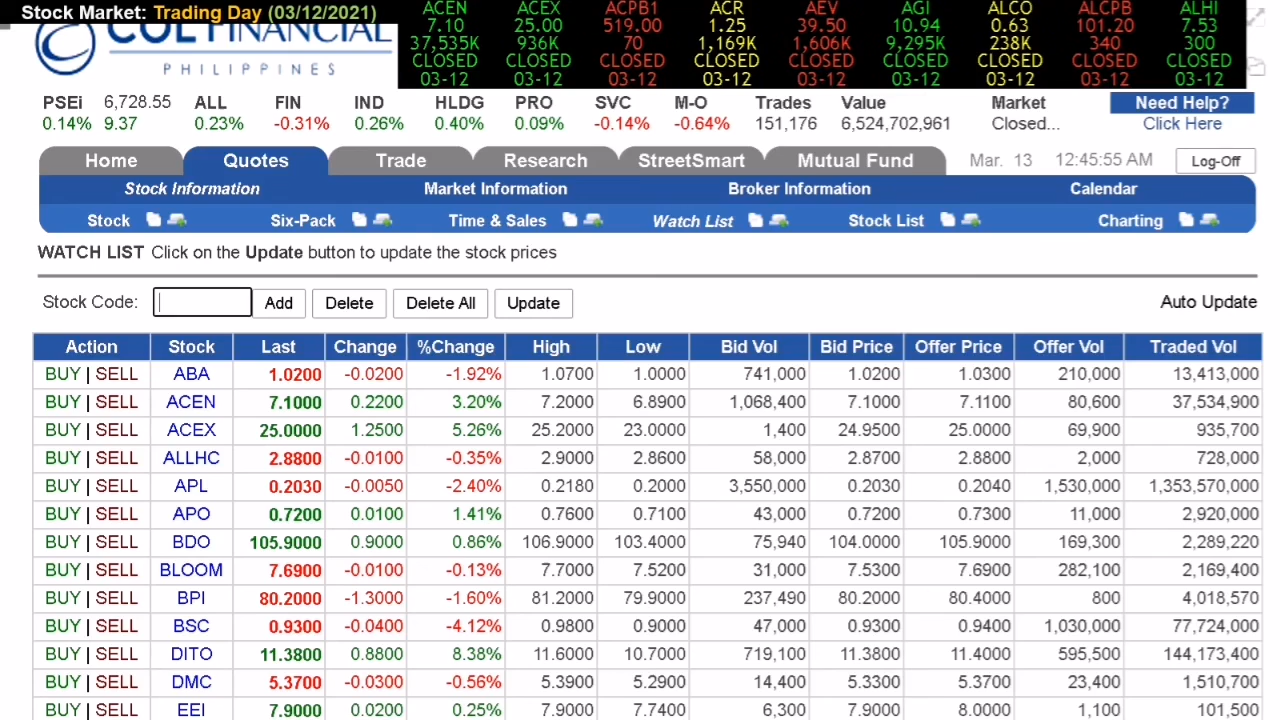 Stock Market: Trading Day (03/12/2021)
COL FINANCIAL
PHILIPPINES
ACEN ACEX ACPB1 ACR AEV AGI ALCO ALCPB ALHI
7.10 25.00 519.00 1.25 39.50 10.94 0.63 101.20 7.53
37,535K 936K 70 1,169K 1,606K 9,295K 238K 340 300
CLOSED CLOSED CLOSED CLOSED CLOSED CLOSED CLOSED CLOSED CLOSED
03-12 03-12 03-12 03-12 03-12 03-12 03-12 03-12 03-12
PSEi 6,728.55 ALL FIN IND HLDG PRO SVC M-O Trades Value Market Need Help?
0.14% 9.37 0.23% -0.31% 0.26% 0.40% 0.09% -0.14% -0.64% 151,176 6,524,702,961 Closed... Click Here
Home Quotes Trade Research StreetSmart Mutual Fund Mar. 13 12:45:55 AM Log-Off
Stock Information Market Information Broker Information Calendar
Stock Six-Pack Time & Sales Watch List Stock List Charting
WATCH LIST Click on the Update button to update the stock prices
Stock Code: Add Delete Delete All Update Auto Update
Action Stock Last Change %Change High Low Bid Vol Bid Price Offer Price Offer Vol Traded Vol
BUY | SELL ABA 1.0200 -0.0200 -1.92% 1.0700 1.0000 741,000 1.0200 1.0300 210,000 13,413,000
BUY | SELL ACEN 7.1000 0.2200 3.20% 7.2000 6.8900 1,068,400 7.1000 7.1100 80,600 37,534,900
BUY | SELL ACEX 25.0000 1.2500 5.26% 25.2000 23.0000 1,400 24.9500 25.0000 69,900 935,700
BUY | SELL ALLHC 2.8800 -0.0100 -0.35% 2.9000 2.8600 58,000 2.8700 2.8800 2,000 728,000
BUY | SELL APL 0.2030 -0.0050 -2.40% 0.2180 0.2000 3,550,000 0.2030 0.2040 1,530,000 1,353,570,000
BUY | SELL APO 0.7200 0.0100 1.41% 0.7600 0.7100 43,000 0.7200 0.7300 11,000 2,920,000
BUY | SELL BDO 105.9000 0.9000 0.86% 106.9000 103.4000 75,940 104.0000 105.9000 169,300 2,289,220
BUY | SELL BLOOM 7.6900 -0.0100 -0.13% 7.7000 7.5200 31,000 7.5300 7.6900 282,100 2,169,400
BUY | SELL BPI 80.2000 -1.3000 -1.60% 81.2000 79.9000 237,490 80.2000 80.4000 800 4,018,570
BUY | SELL BSC 0.9300 -0.0400 -4.12% 0.9800 0.9000 47,000 0.9300 0.9400 1,030,000 77,724,000
BUY | SELL DITO 11.3800 0.8800 8.38% 11.6000 10.7000 719,100 11.3800 11.4000 595,500 144,173,400
BUY | SELL DMC 5.3700 -0.0300 -0.56% 5.3900 5.2900 14,400 5.3300 5.3700 23,400 1,510,700
BUY | SELL EEI 7.9000 0.0200 0.25% 7.9000 7.7400 6,300 7.9000 8.0000 1,100 101,500